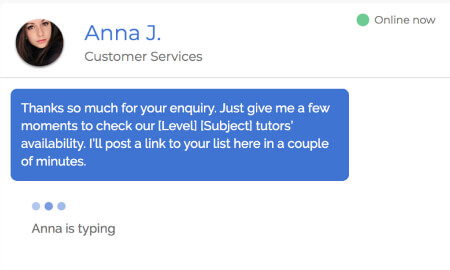 Anna J.
Online now
Customer Services
Thanks so much for your enquiry. Just give me a few
moments to check our [Level] [Subject] tutors'
availability. I'll post a link to your list here in a couple
of minutes.
Anna is typing